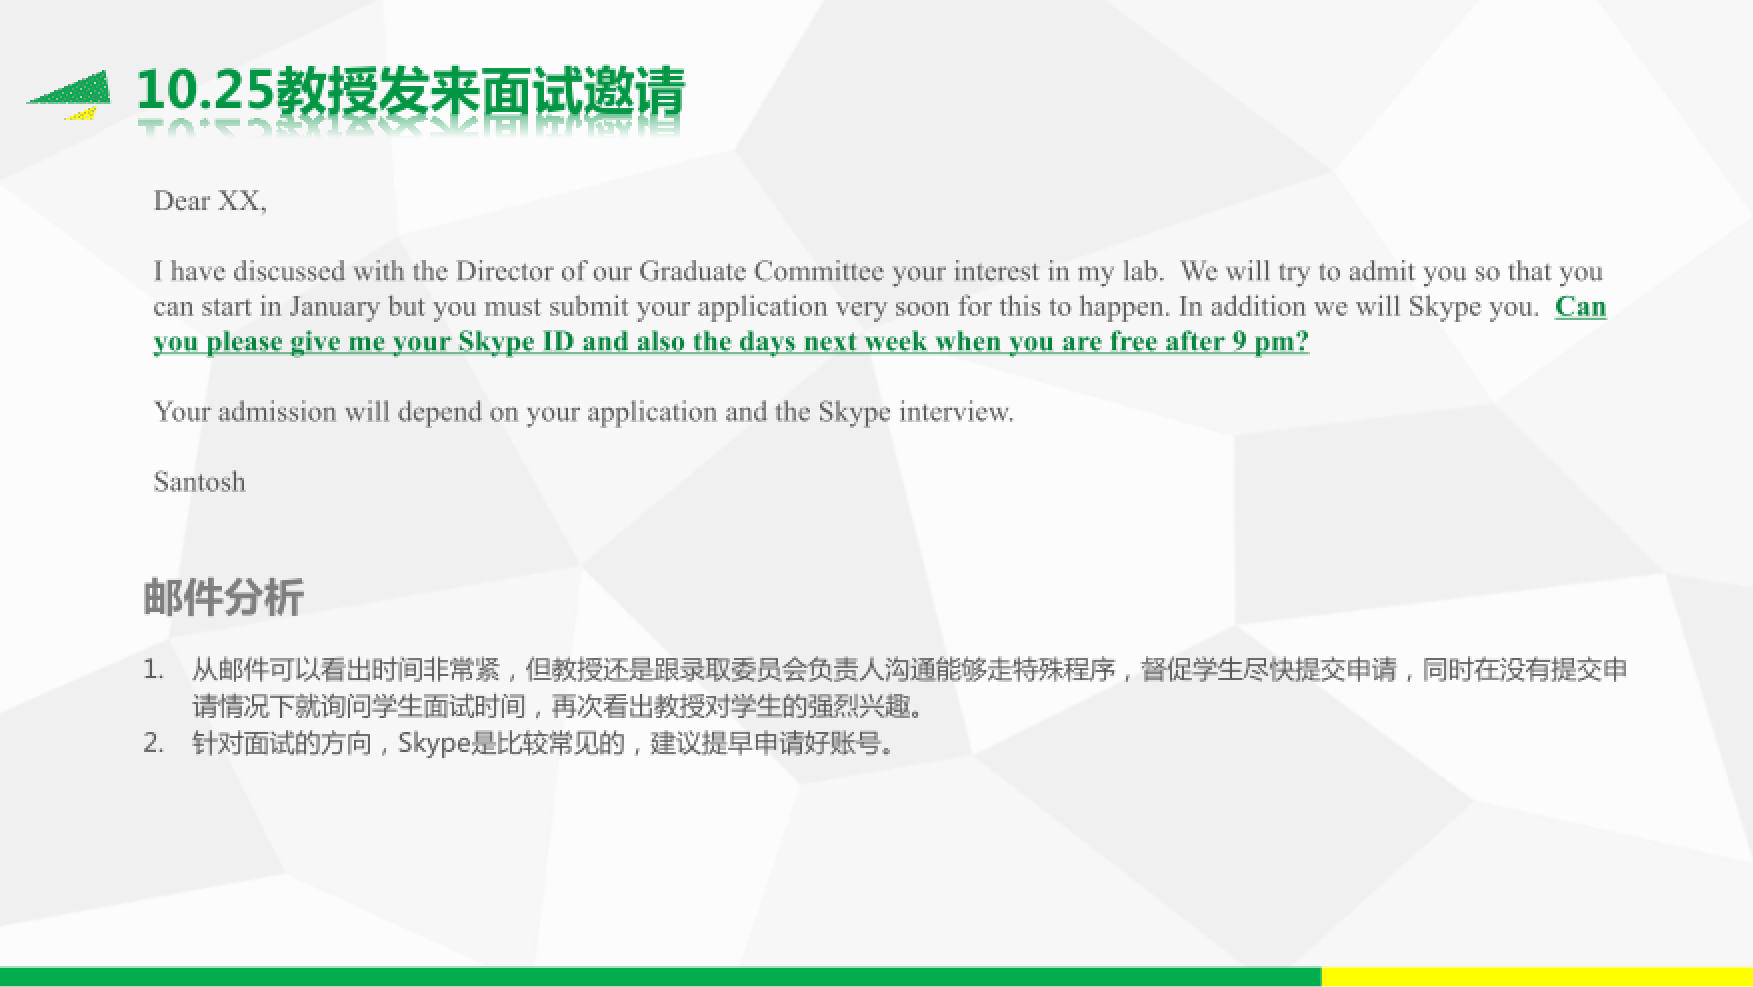 10.25教授发来面试邀请
Dear XX,
I have discussed with the Director of our Graduate Committee your interest in my lab.  We will try to admit you so that you
can start in January but you must submit your application very soon for this to happen. In addition we will Skype you.  Can
you please give me your Skype ID and also the days next week when you are free after 9 pm?
Your admission will depend on your application and the Skype interview.
Santosh
邮件分析
1. 从邮件可以看出时间非常紧，但教授还是跟录取委员会负责人沟通能够走特殊程序，督促学生尽快提交申请，同时在没有提交申
请情况下就询问学生面试时间，再次看出教授对学生的强烈兴趣。
2. 针对面试的方向，Skype是比较常见的，建议提早申请好账号。